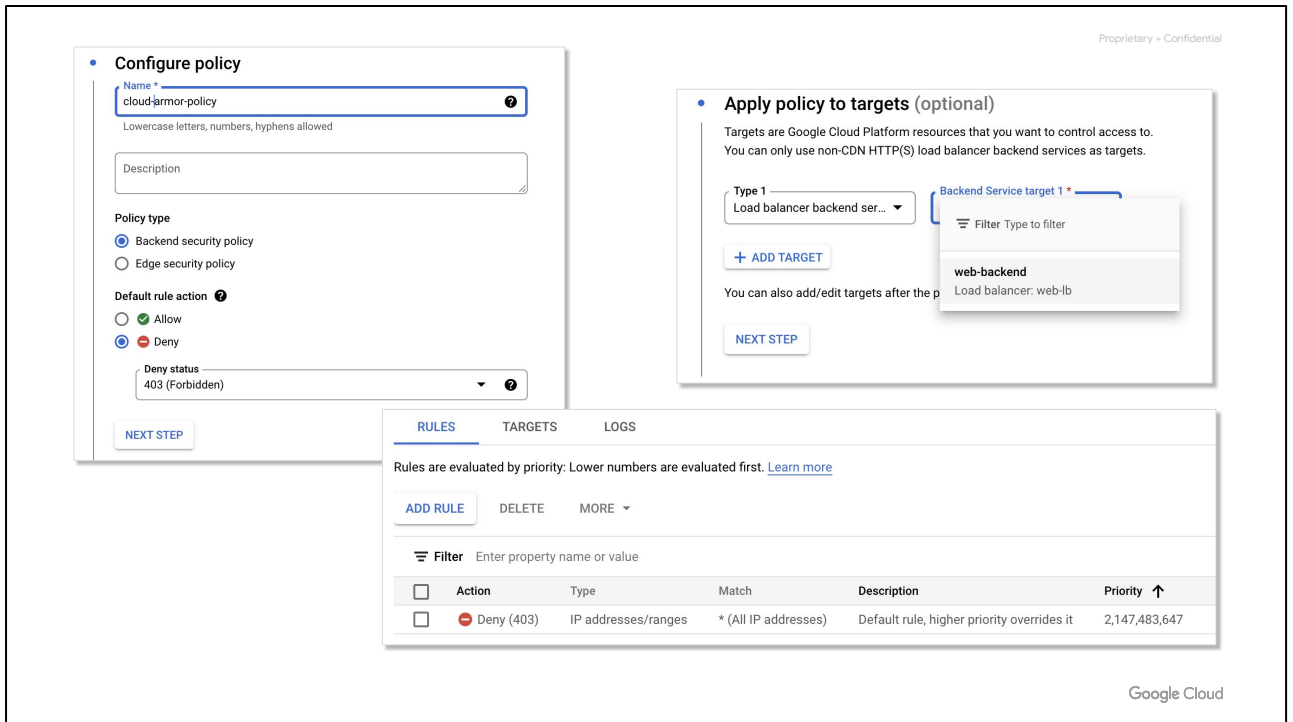 Proprietary + Confidential
Configure policy
Name *
cloud-armor-policy
Lowercase letters, numbers, hyphens allowed
Description
Policy type
Backend security policy
Edge security policy
Default rule action
Allow
Deny
Deny status
403 (Forbidden)
NEXT STEP
Apply policy to targets (optional)
Targets are Google Cloud Platform resources that you want to control access to.
You can only use non-CDN HTTP(S) load balancer backend services as targets.
Type 1
Load balancer backend ser...
Backend Service target 1 *
Filter Type to filter
web-backend
Load balancer: web-lb
+ ADD TARGET
You can also add/edit targets after the p
NEXT STEP
RULES TARGETS LOGS
Rules are evaluated by priority: Lower numbers are evaluated first. Learn more
ADD RULE DELETE MORE
Filter Enter property name or value
Action Type Match Description Priority
Deny (403) IP addresses/ranges * (All IP addresses) Default rule, higher priority overrides it 2,147,483,647
Google Cloud